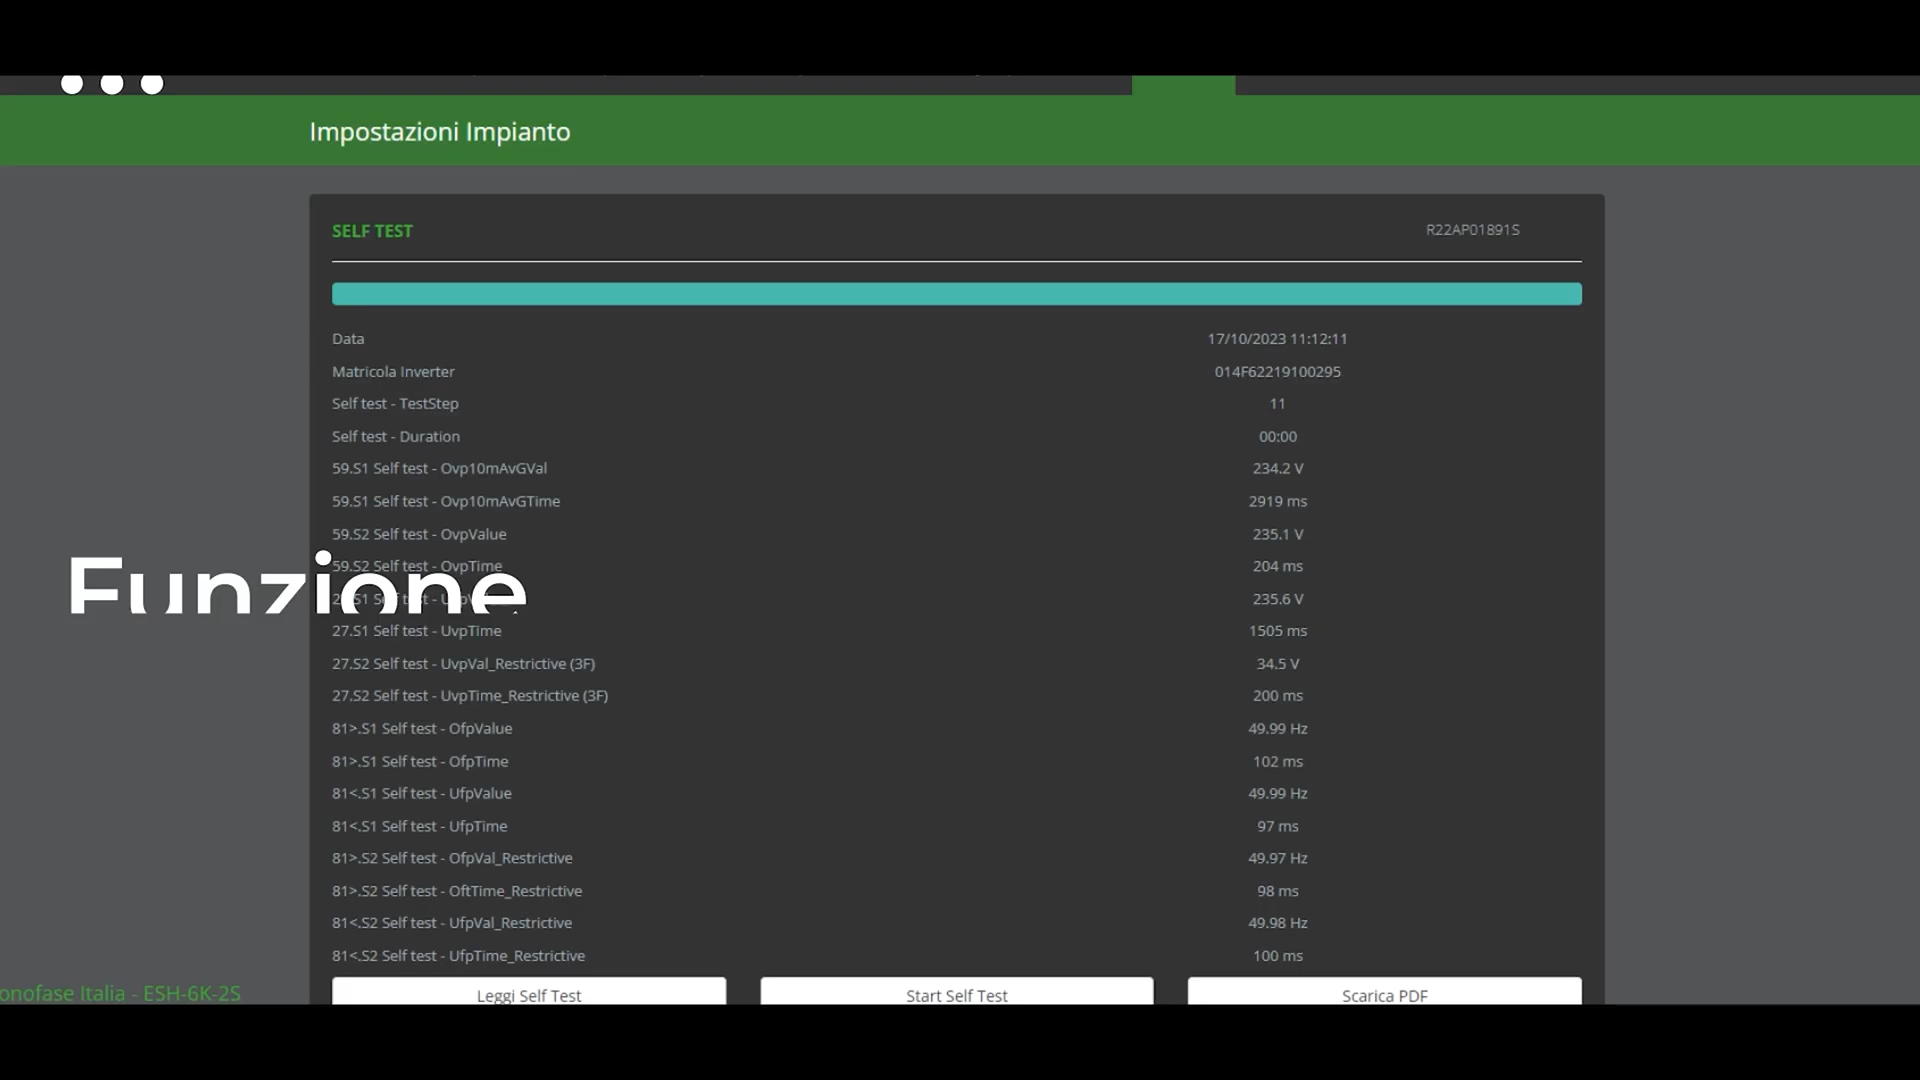 Impostazioni Impianto
SELF TEST R22AP01891S
Data 17/10/2023 11:12:11
Matricola Inverter 014F62219100295
Self test - TestStep 11
Self test - Duration 00:00
59.S1 Self test - Ovp10mAvGVal 234.2 V
59.S1 Self test - Ovp10mAvGTime 2919 ms
59.S2 Self test - OvpValue 235.1 V
59.S2 Self test - OvpTime 204 ms
Funzione
235.6 V
27.S1 Self test - UvpTime 1505 ms
27.S2 Self test - UvpVal_Restrictive (3F) 34.5 V
27.S2 Self test - UvpTime_Restrictive (3F) 200 ms
81>.S1 Self test - OfpValue 49.99 Hz
81>.S1 Self test - OfpTime 102 ms
81<.S1 Self test - UfpValue 49.99 Hz
81<.S1 Self test - UfpTime 97 ms
81>.S2 Self test - OfpVal_Restrictive 49.97 Hz
81>.S2 Self test - OftTime_Restrictive 98 ms
81<.S2 Self test - UfpVal_Restrictive 49.98 Hz
81<.S2 Self test - UfpTime_Restrictive 100 ms
onofase Italia - ESH-6K-2S
Leggi Self Test Start Self Test Scarica PDF